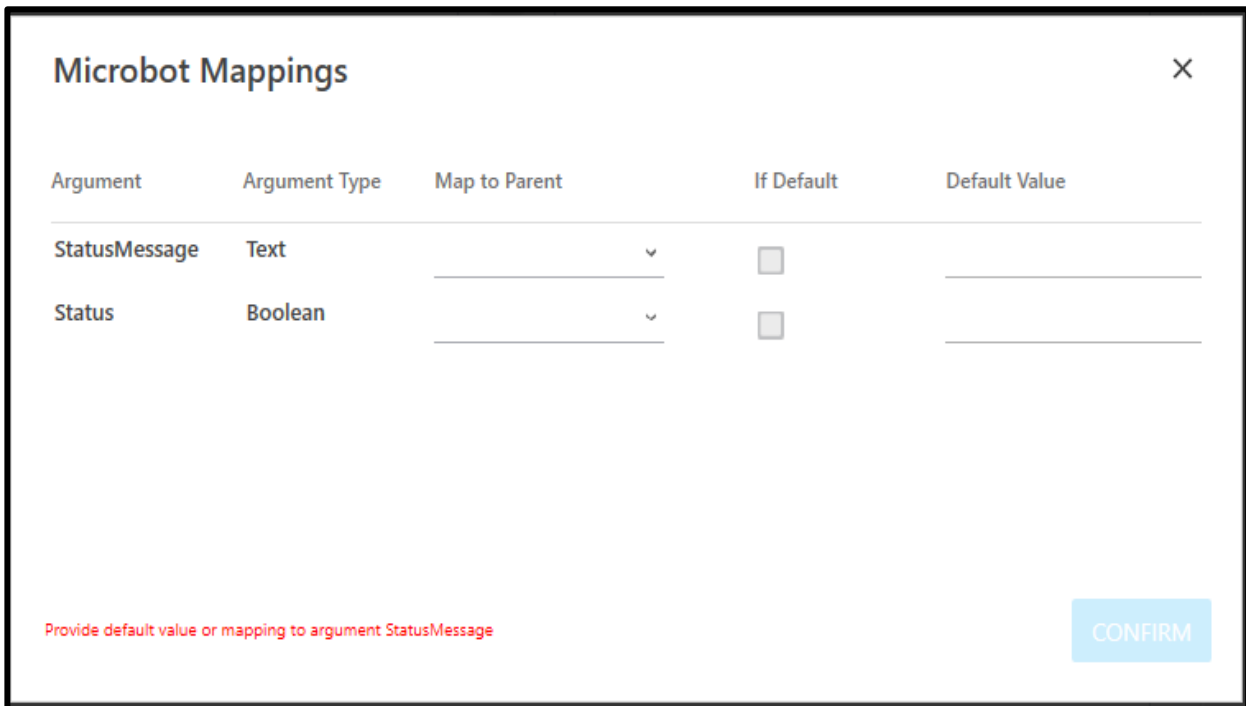 Microbot Mappings
Argument Argument Type Map to Parent If Default Default Value
StatusMessage Text
Status Boolean
Provide default value or mapping to argument StatusMessage
CONFIRM